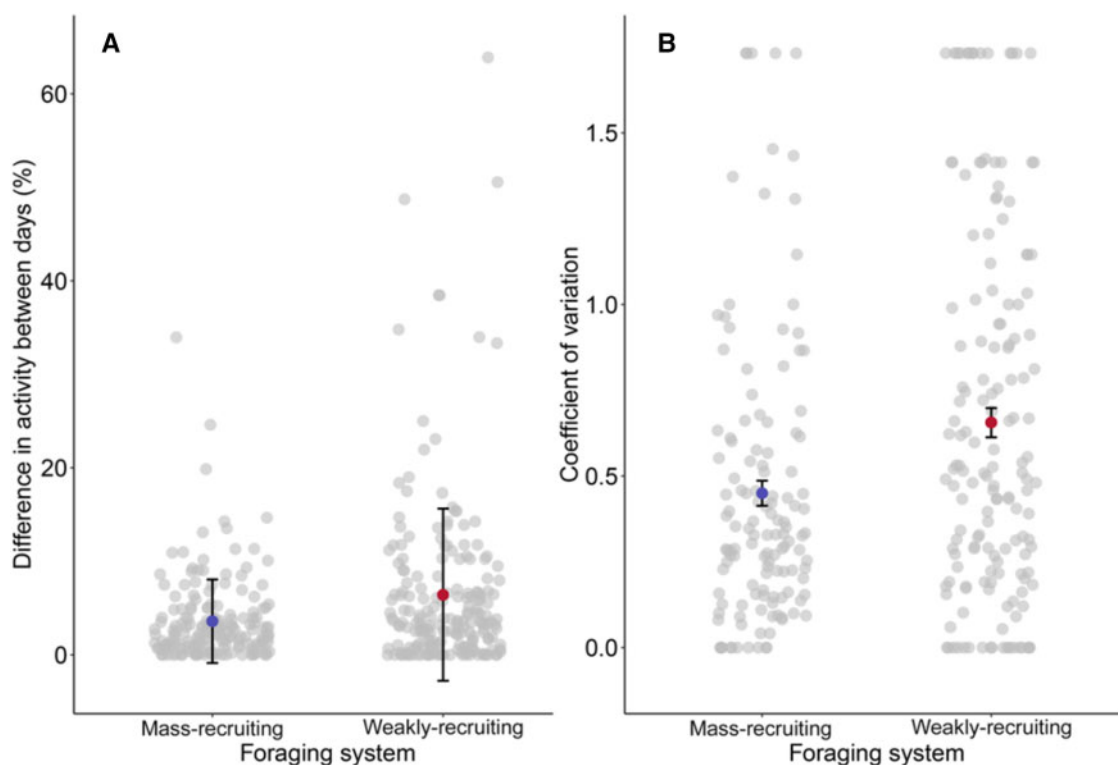 A
Difference in activity between days (%)
60
40
20
0
Mass-recruiting Weakly-recruiting
Foraging system
B
Coefficient of variation
1.5
1.0
0.5
0.0
Mass-recruiting Weakly-recruiting
Foraging system